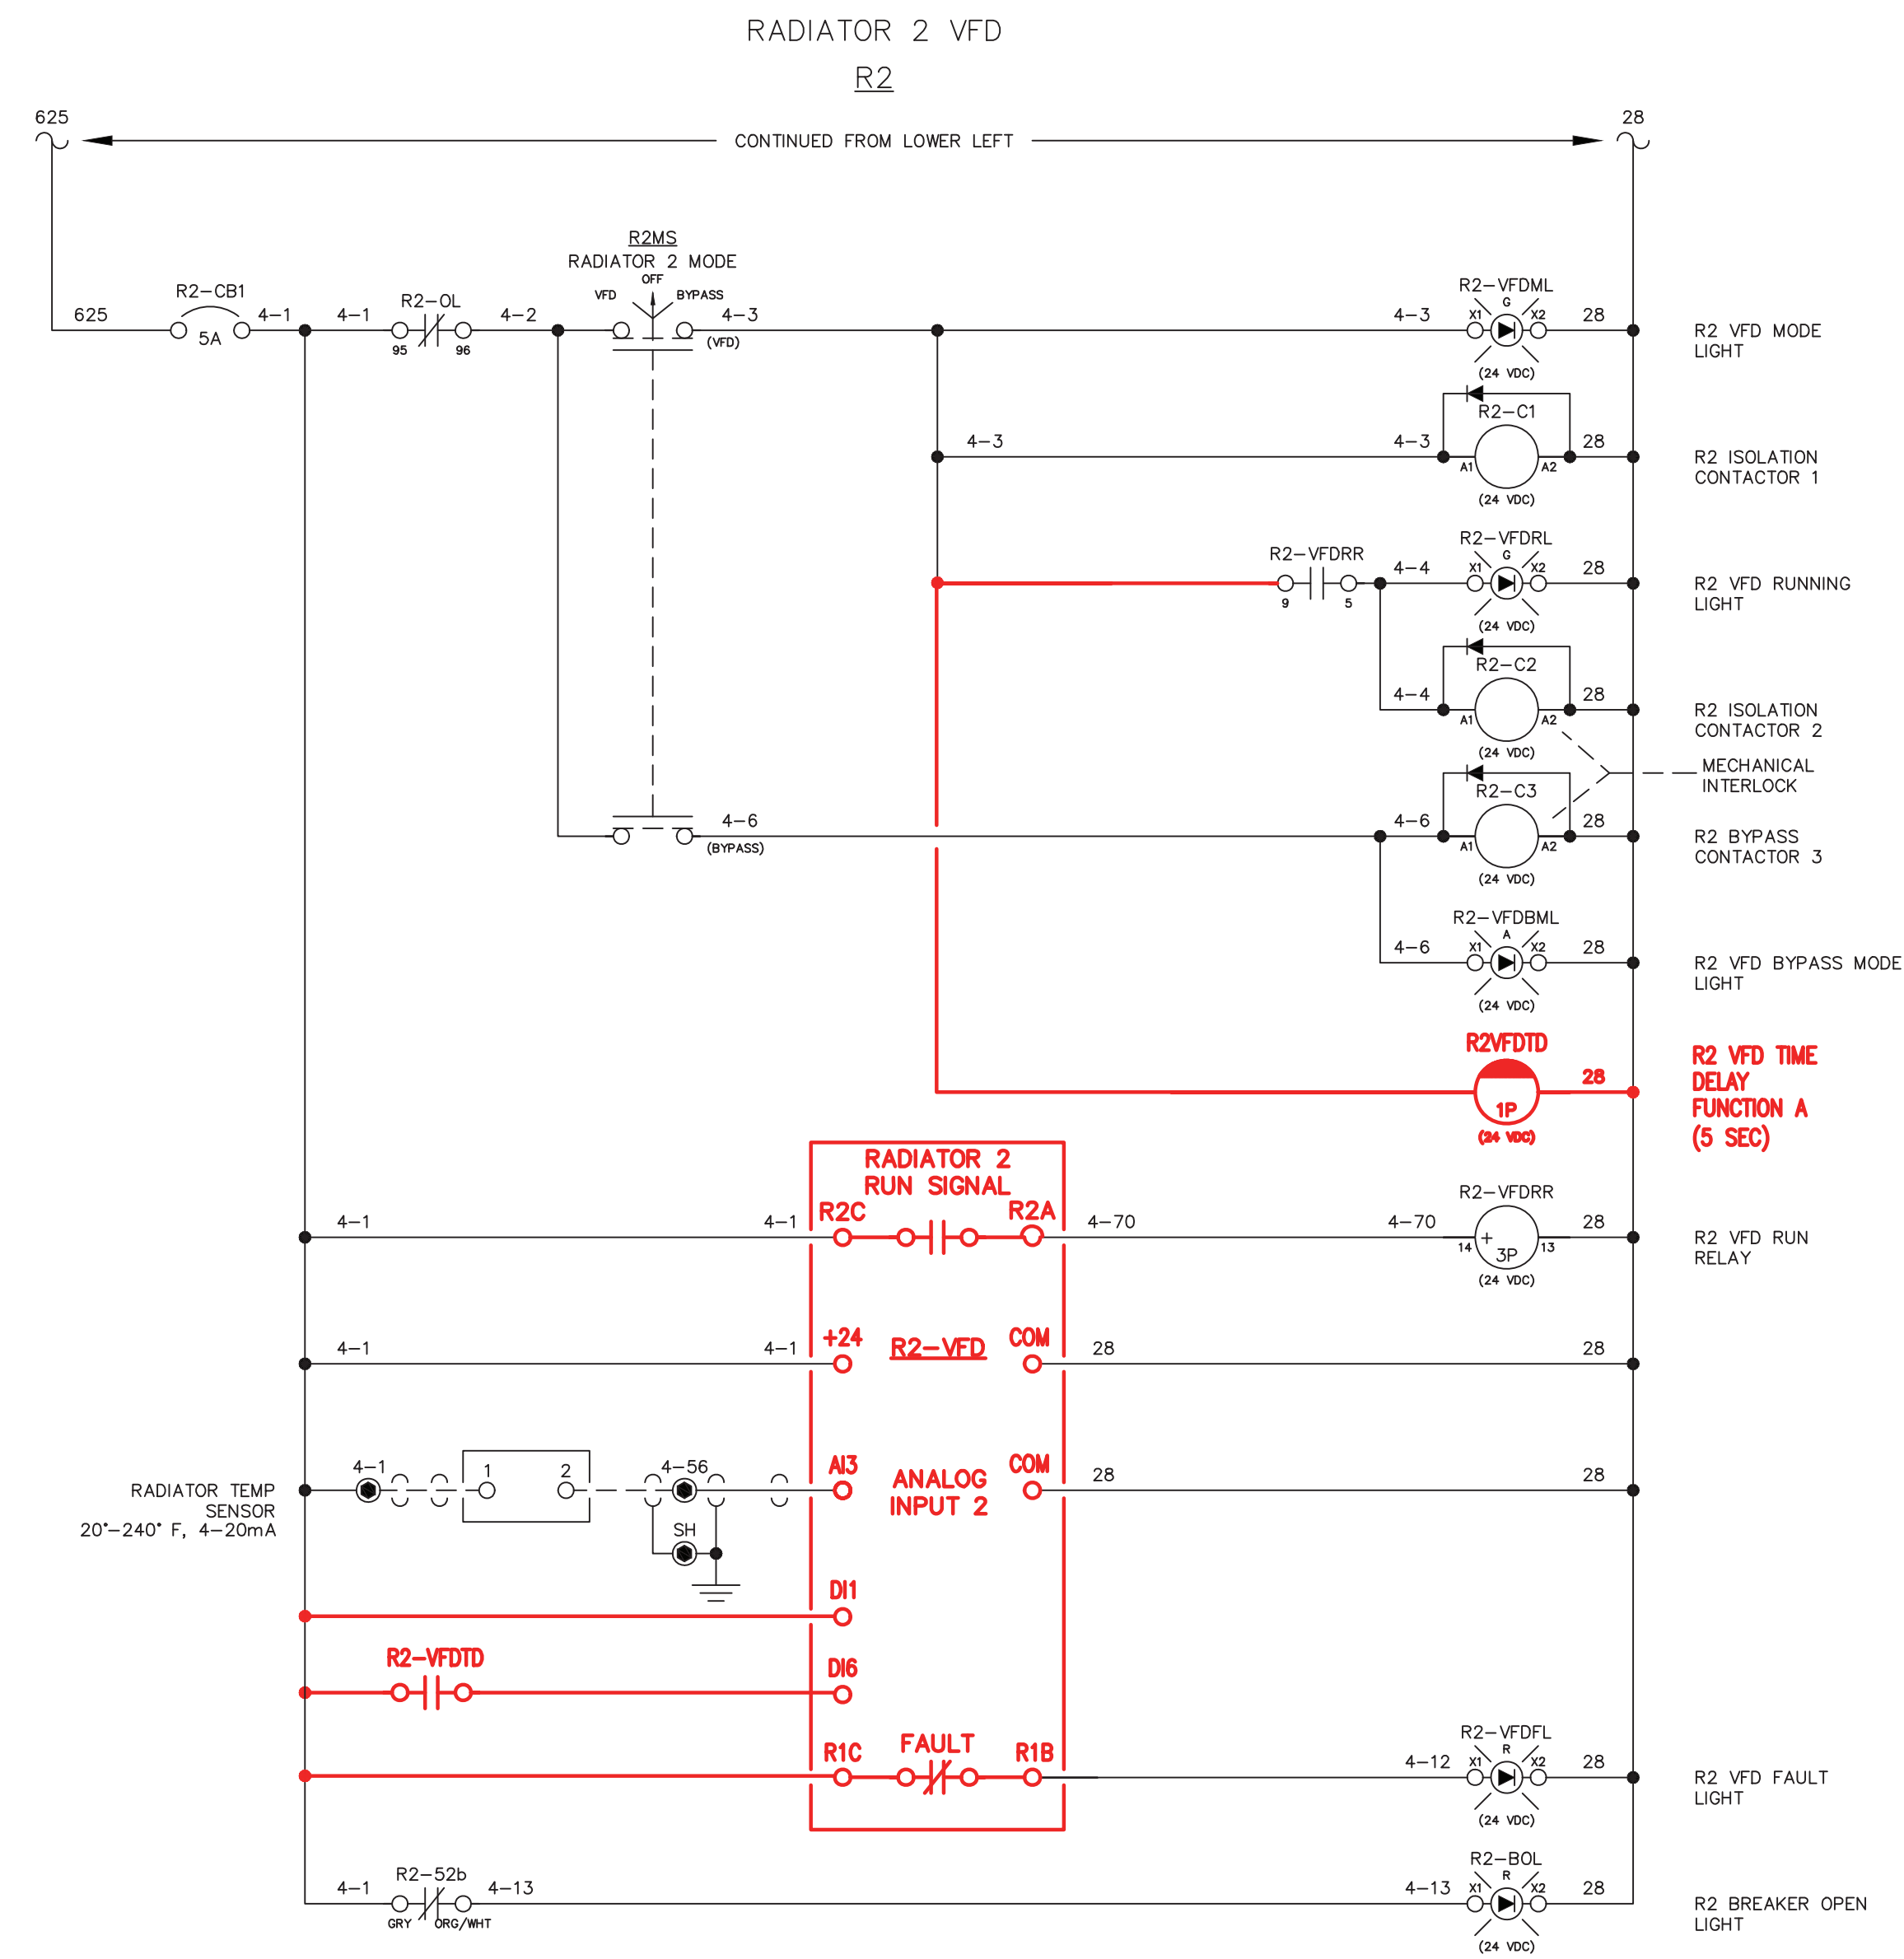 RADIATOR 2 VFD
R2
625
28
CONTINUED FROM LOWER LEFT
R2MS
RADIATOR 2 MODE
OFF
VFD
BYPASS
R2-CB1
625
5A
4-1
4-1
R2-OL
95
96
4-2
4-3
(VFD)
4-3
R2-VFDML
G
X1
X2
(24 VDC)
28
R2 VFD MODE
LIGHT
4-3
4-3
R2-C1
A1
A2
(24 VDC)
28
R2 ISOLATION
CONTACTOR 1
R2-VFDRR
9
5
4-4
R2-VFDRL
G
X1
X2
(24 VDC)
28
R2 VFD RUNNING
LIGHT
4-4
R2-C2
A1
A2
(24 VDC)
28
R2 ISOLATION
CONTACTOR 2
MECHANICAL
INTERLOCK
4-6
(BYPASS)
4-6
R2-C3
A1
A2
(24 VDC)
28
R2 BYPASS
CONTACTOR 3
4-6
R2-VFDBML
A
X1
X2
(24 VDC)
28
R2 VFD BYPASS MODE
LIGHT
R2VFDTD
1P
(24 VDC)
28
R2 VFD TIME
DELAY
FUNCTION A
(5 SEC)
RADIATOR 2
RUN SIGNAL
4-1
4-1
R2C
R2A
4-70
4-70
R2-VFDRR
14
+
3P
13
(24 VDC)
28
R2 VFD RUN
RELAY
4-1
4-1
+24
R2-VFD
COM
28
28
RADIATOR TEMP
SENSOR
20°-240° F, 4-20mA
4-1
1
2
4-56
SH
AI3
ANALOG
INPUT 2
COM
28
28
DI1
R2-VFDTD
DI6
R1C
FAULT
R1B
4-12
R2-VFDFL
R
X1
X2
(24 VDC)
28
R2 VFD FAULT
LIGHT
4-1
R2-52b
GRY
ORG/WHT
4-13
4-13
R2-BOL
R
X1
X2
(24 VDC)
28
R2 BREAKER OPEN
LIGHT